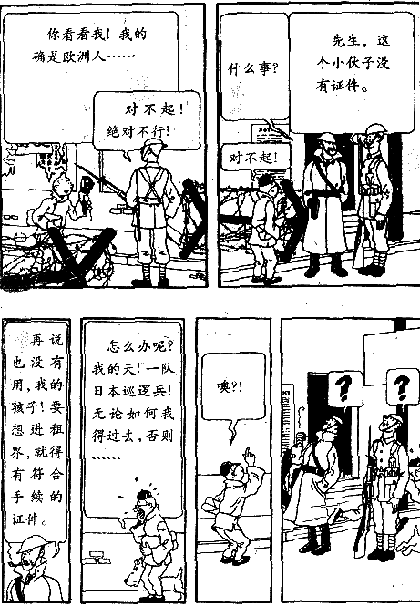 你看看我!我的
确是欧洲人……
对不起!
绝对不行!
什么事?
先生,这
个小伙子没
有证件。
对不起!
再说
也没有
用,我的
孩子!要
想进租
界,就得
有符合
手续的
证件。
怎么办呢?
我的天!一队
日本巡逻兵!
无论如何我
得过去,否则
……
噢?!
?
?